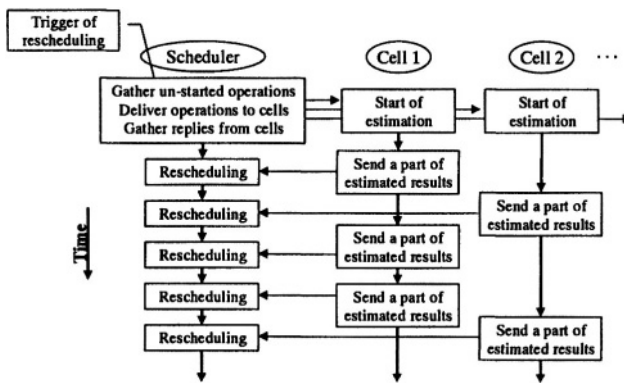 Trigger of
rescheduling
Scheduler
Cell 1
Cell 2
...
Gather un-started operations
Deliver operations to cells
Gather replies from cells
Start of
estimation
Start of
estimation
Rescheduling
Send a part of
estimated results
Rescheduling
Send a part of
estimated results
Time
Rescheduling
Send a part of
estimated results
Rescheduling
Send a part of
estimated results
Rescheduling
Send a part of
estimated results